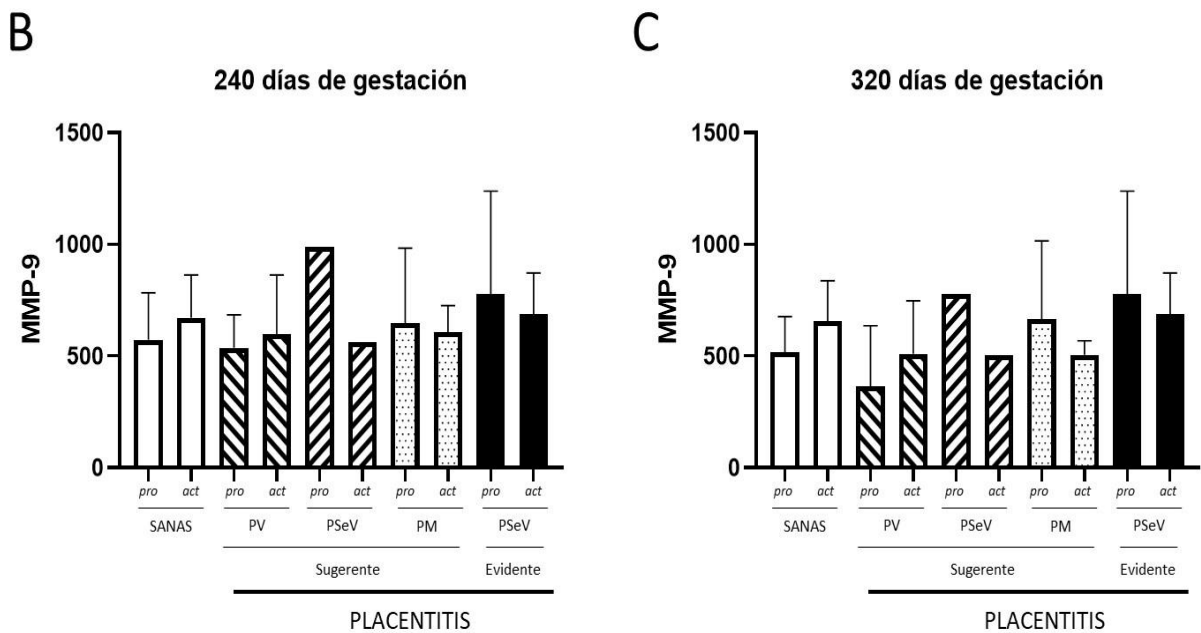 B
240 días de gestación
MMP-9
1500
1000
500
0
pro act pro act pro act pro act pro act
SANAS PV PSeV PM PSeV
Sugerente Evidente
PLACENTITIS
C
320 días de gestación
MMP-9
1500
1000
500
0
pro act pro act pro act pro act pro act
SANAS PV PSeV PM PSeV
Sugerente Evidente
PLACENTITIS